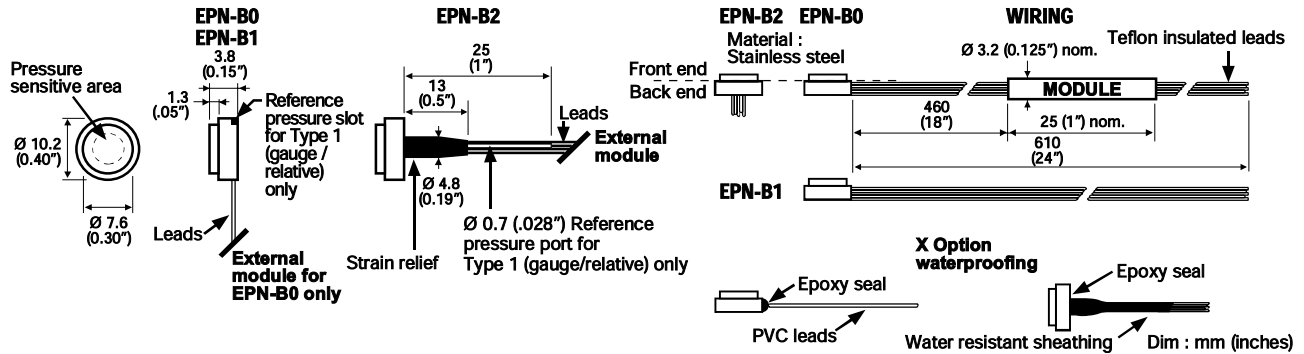 EPN-B0
EPN-B1
3.8
(0.15”)
Pressure
sensitive area
1.3
(.05”)
Reference
pressure slot
for Type 1
(gauge /
relative)
only
Ø 10.2
(0.40”)
Ø 7.6
(0.30”)
Leads
External
module for
EPN-B0 only
EPN-B2
25
(1”)
13
(0.5”)
Leads
External
module
Ø 4.8
(0.19”)
Strain relief
Ø 0.7 (.028”) Reference
pressure port for
Type 1 (gauge/relative) only
EPN-B2 EPN-B0 WIRING
Material :
Stainless steel
Front end
Back end
Ø 3.2 (0.125”) nom.
Teflon insulated leads
MODULE
460
(18”)
25 (1”) nom.
610
(24”)
EPN-B1
X Option
waterproofing
Epoxy seal
PVC leads
Epoxy seal
Water resistant sheathing
Dim : mm (inches)